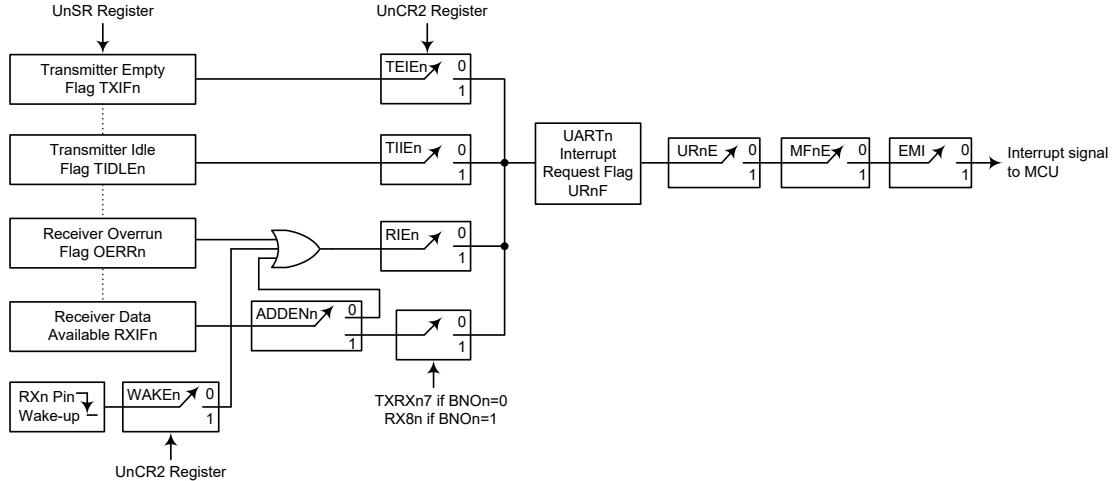 UnSR Register
UnCR2 Register
Transmitter Empty
Flag TXIFn
TEIEn
0
1
Transmitter Idle
Flag TIDLEn
TIIEn
0
1
UARTn
Interrupt
Request Flag
URnF
URnE
0
1
MFnE
0
1
EMI
0
1
Interrupt signal
to MCU
Receiver Overrun
Flag OERRn
RIEn
0
1
Receiver Data
Available RXIFn
ADDENn
0
1
0
1
RXn Pin
Wake-up
WAKEn
0
1
TXRXn7 if BNOn=0
RX8n if BNOn=1
UnCR2 Register